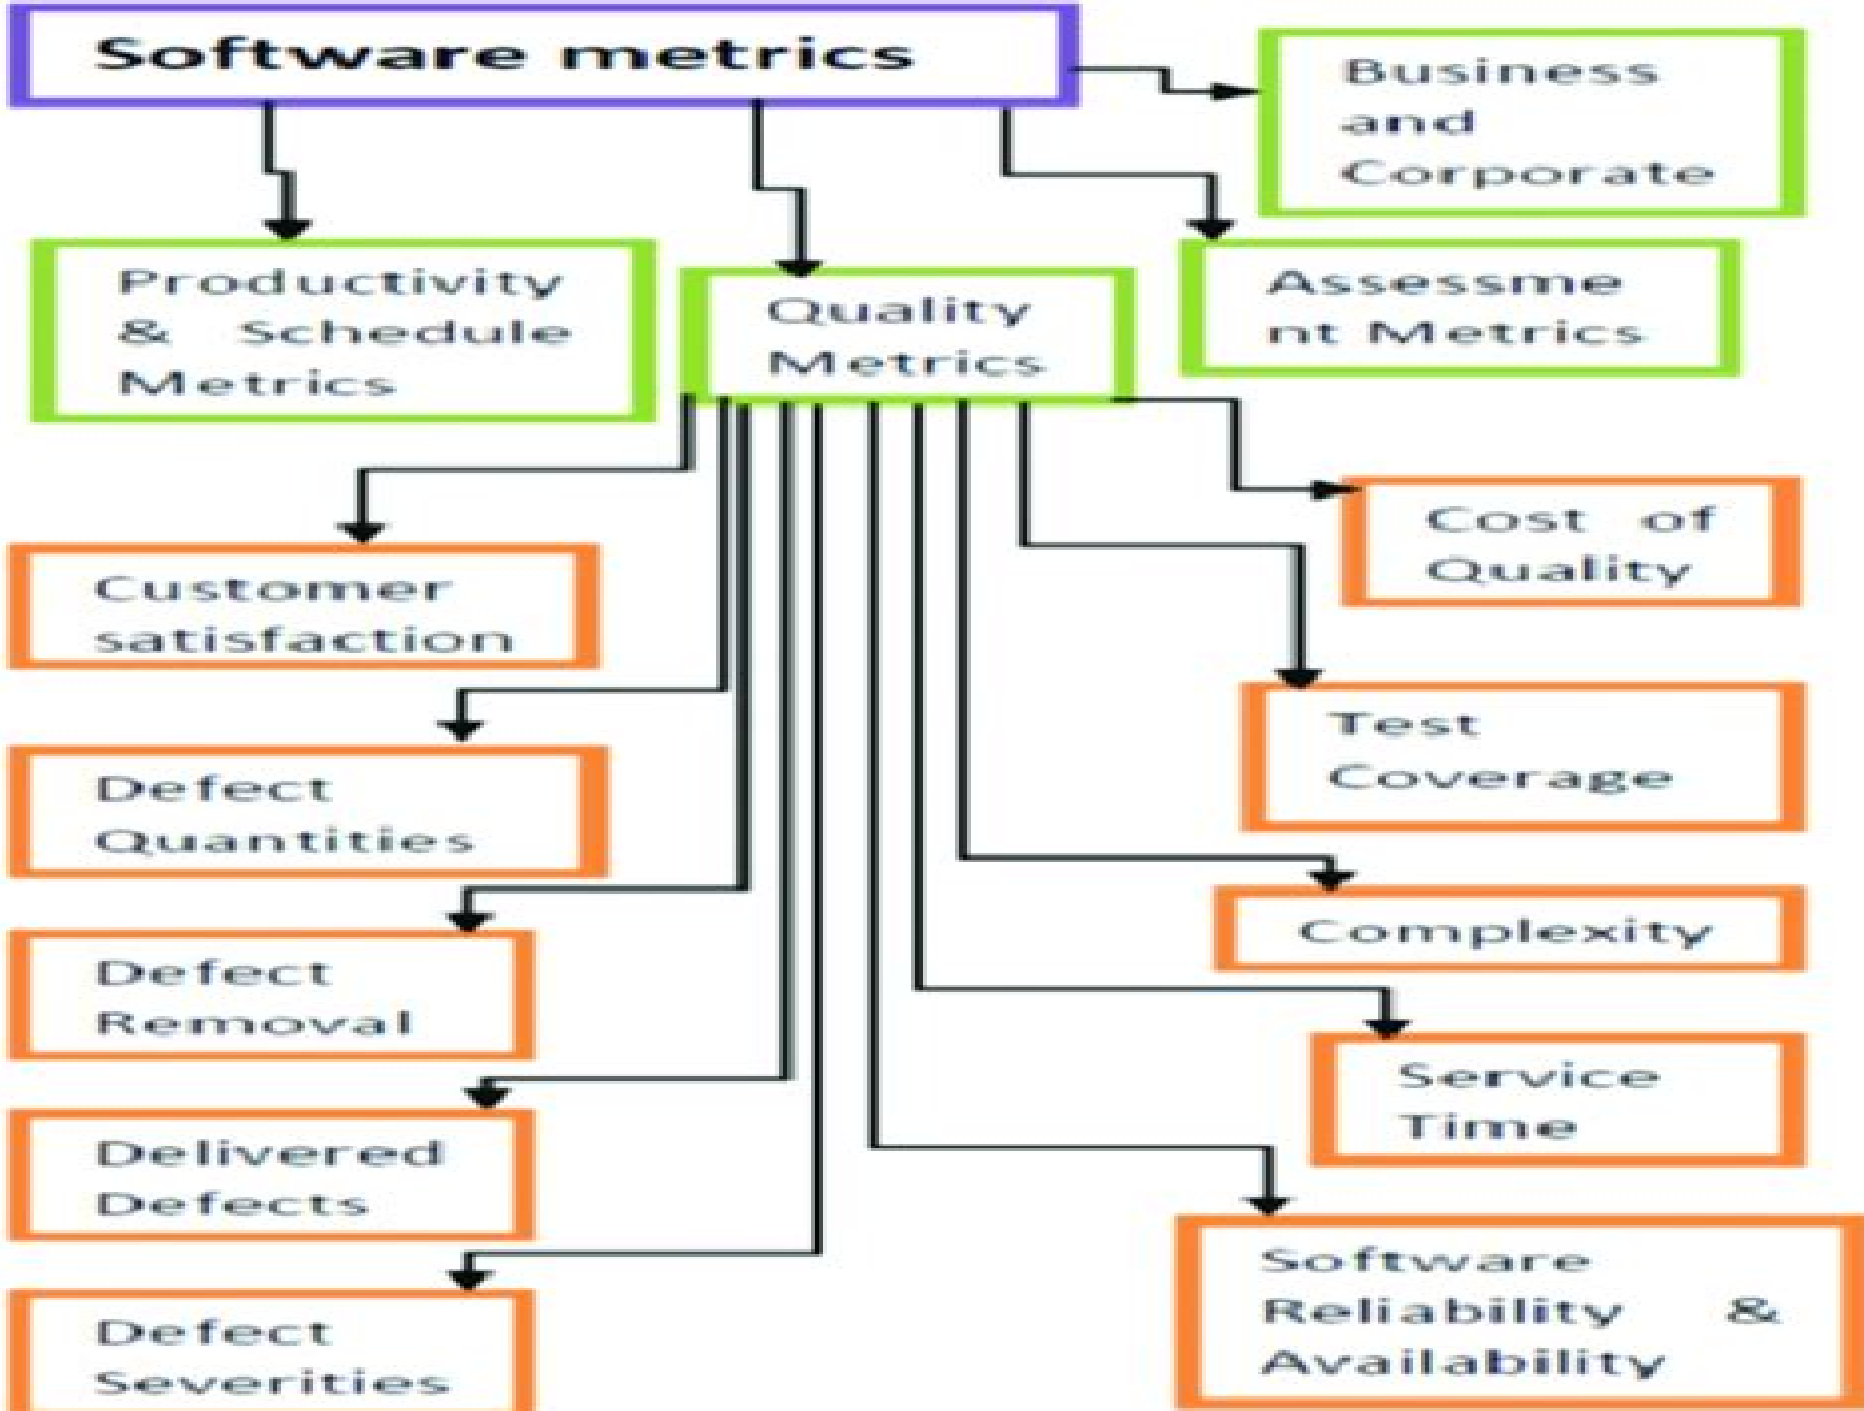 Software metrics
Business
and
Corporate
Productivity
& Schedule
Metrics
Quality
Metrics
Assessme
nt Metrics
Cost of
Quality
Customer
satisfaction
Test
Coverage
Defect
Quantities
Complexity
Defect
Removal
Service
Time
Delivered
Defects
Software
Reliability &
Availability
Defect
Severities